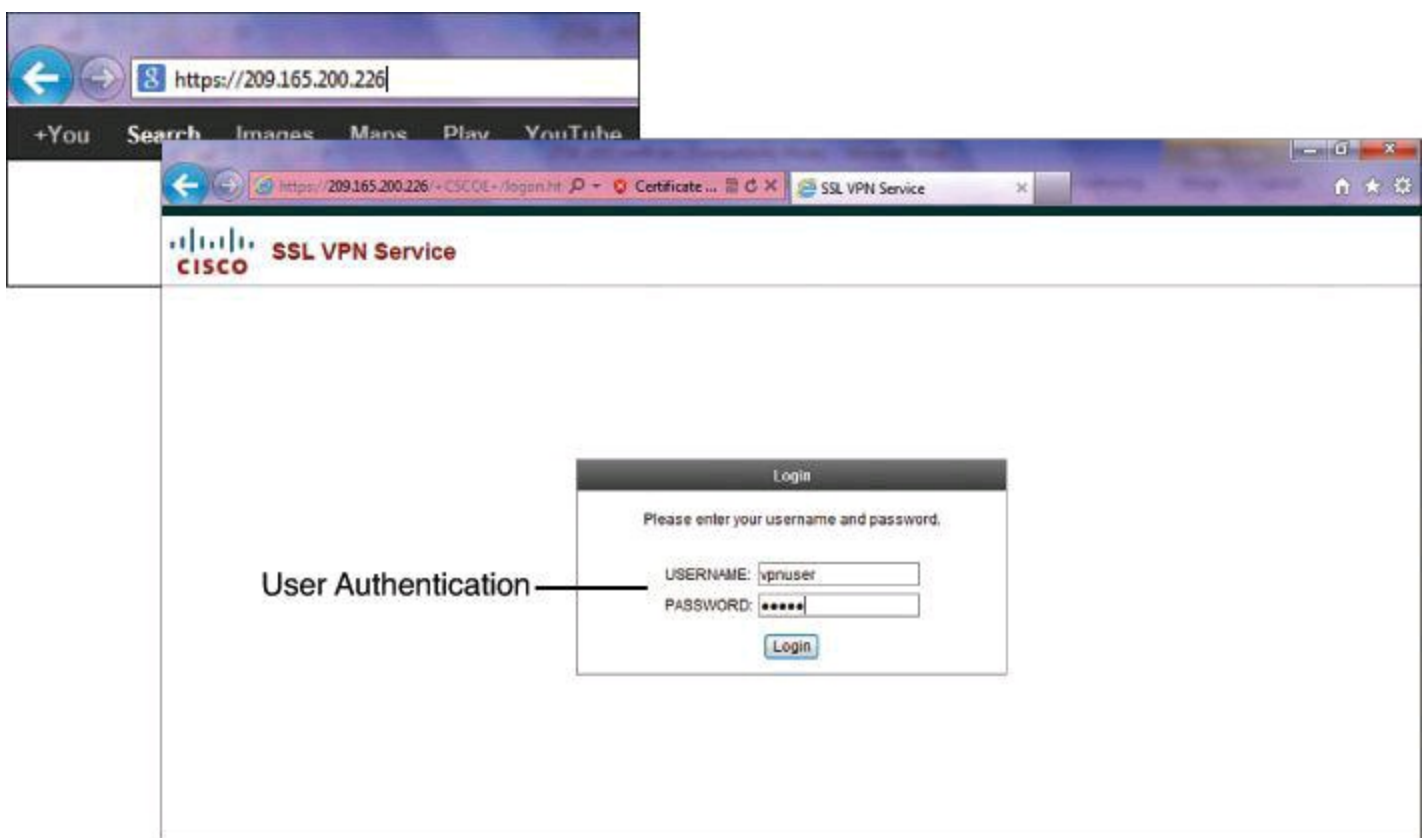 8 https://209.165.200.226
+You Search Images Maps Play YouTube
https://209.165.200.226/+CSCOE+/logon.ht Certificate ... SSL VPN Service
CISCO SSL VPN Service
Login
Please enter your username and password.
USERNAME: vpnuser
PASSWORD: •••••
Login
User Authentication